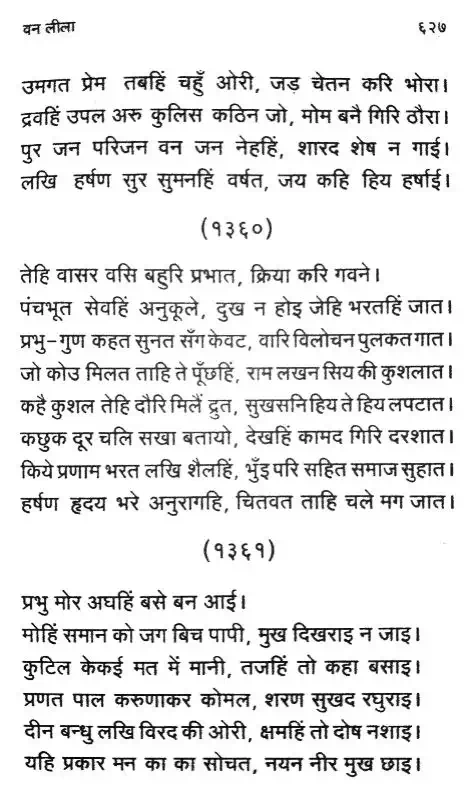 वन लीला ६२७
उमगत प्रेम तबहिं चहुँ ओरी, जड़ चेतन करि भोरा।
द्रवहिं उपल अरु कुलिस कठिन जो, मोम बनै गिरि ठौरा।
पुर जन परिजन वन जन नेहहिं, शारद शेष न गाई।
लखि हर्षण सुर सुमनहिं वर्षत, जय कहि हिय हर्षाई।
(१३६०)
तेहि वासर वसि बहुरि प्रभात, क्रिया करि गवने।
पंचभूत सेवहिं अनुकूले, दुख न होइ जेहि भरतहिं जात।
प्रभु-गुण कहत सुनत सँग केवट, वारि विलोचन पुलकत गात।
जो कोउ मिलत ताहि ते पूँछहिं, राम लखन सिय की कुशलात।
कहै कुशल तेहि दौरि मिलैं द्रुत, सुखसनि हिय ते हिय लपटात।
कछुक दूर चलि सखा बतायो, देखहिं कामद गिरि दरशात।
किये प्रणाम भरत लखि शैलहिं, भुँइ परि सहित समाज सुहात।
हर्षण हृदय भरे अनुरागहि, चितवत ताहि चले मग जात।
(१३६१)
प्रभु मोर अघहिं बसे बन आई।
मोहिं समान को जग बिच पापी, मुख दिखराइ न जाइ।
कुटिल केकई मत में मानी, तजहिं तो कहा बसाइ।
प्रणत पाल करुणाकर कोमल, शरण सुखद रघुराइ।
दीन बन्धु लखि विरद की ओरी, क्षमहिं तो दोष नशाइ।
यहि प्रकार मन का का सोचत, नयन नीर मुख छाइ।